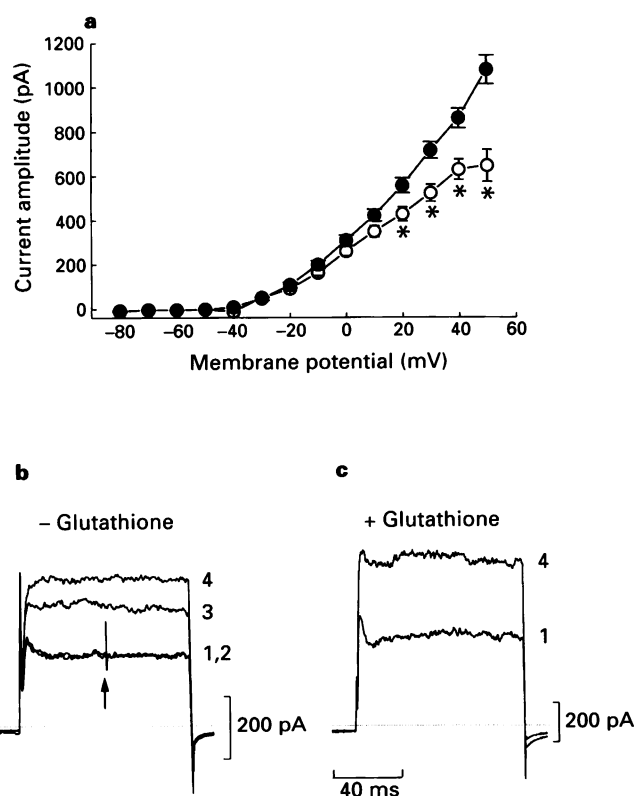 a
Current amplitude (pA)
1200
1000
800
600
400
200
0
* * * *
−80 −60 −40 −20 0 20 40 60
Membrane potential (mV)
b
− Glutathione
4
3
1,2
200 pA
c
+ Glutathione
4
1
200 pA
40 ms